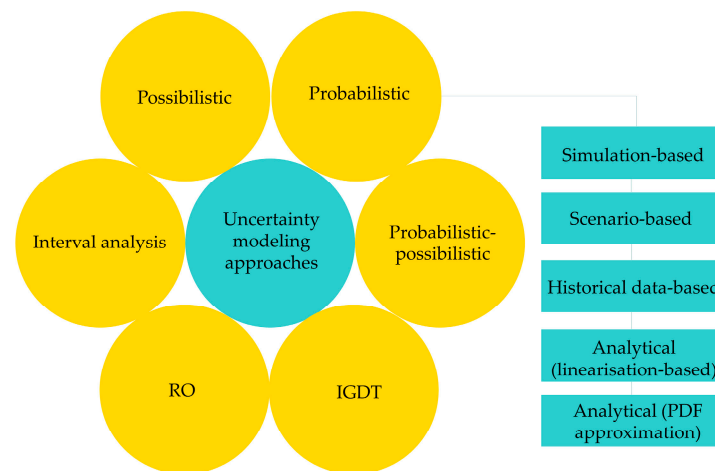 Possibilistic
Probabilistic
Interval analysis
Uncertainty
modeling
approaches
Probabilistic-
possibilistic
RO
IGDT
Simulation-based
Scenario-based
Historical data-based
Analytical
(linearisation-based)
Analytical (PDF
approximation)